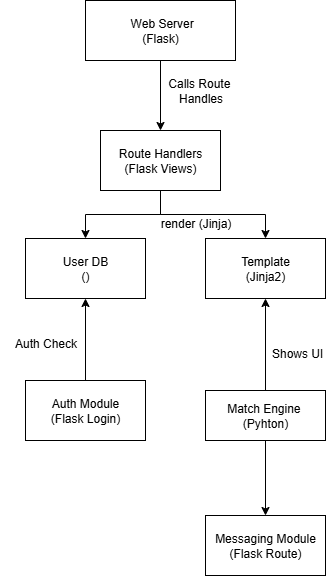 Web Server
(Flask)
Calls Route
Handles
Route Handlers
(Flask Views)
render (Jinja)
User DB
()
Template
(Jinja2)
Auth Check
Shows UI
Auth Module
(Flask Login)
Match Engine
(Pyhton)
Messaging Module
(Flask Route)